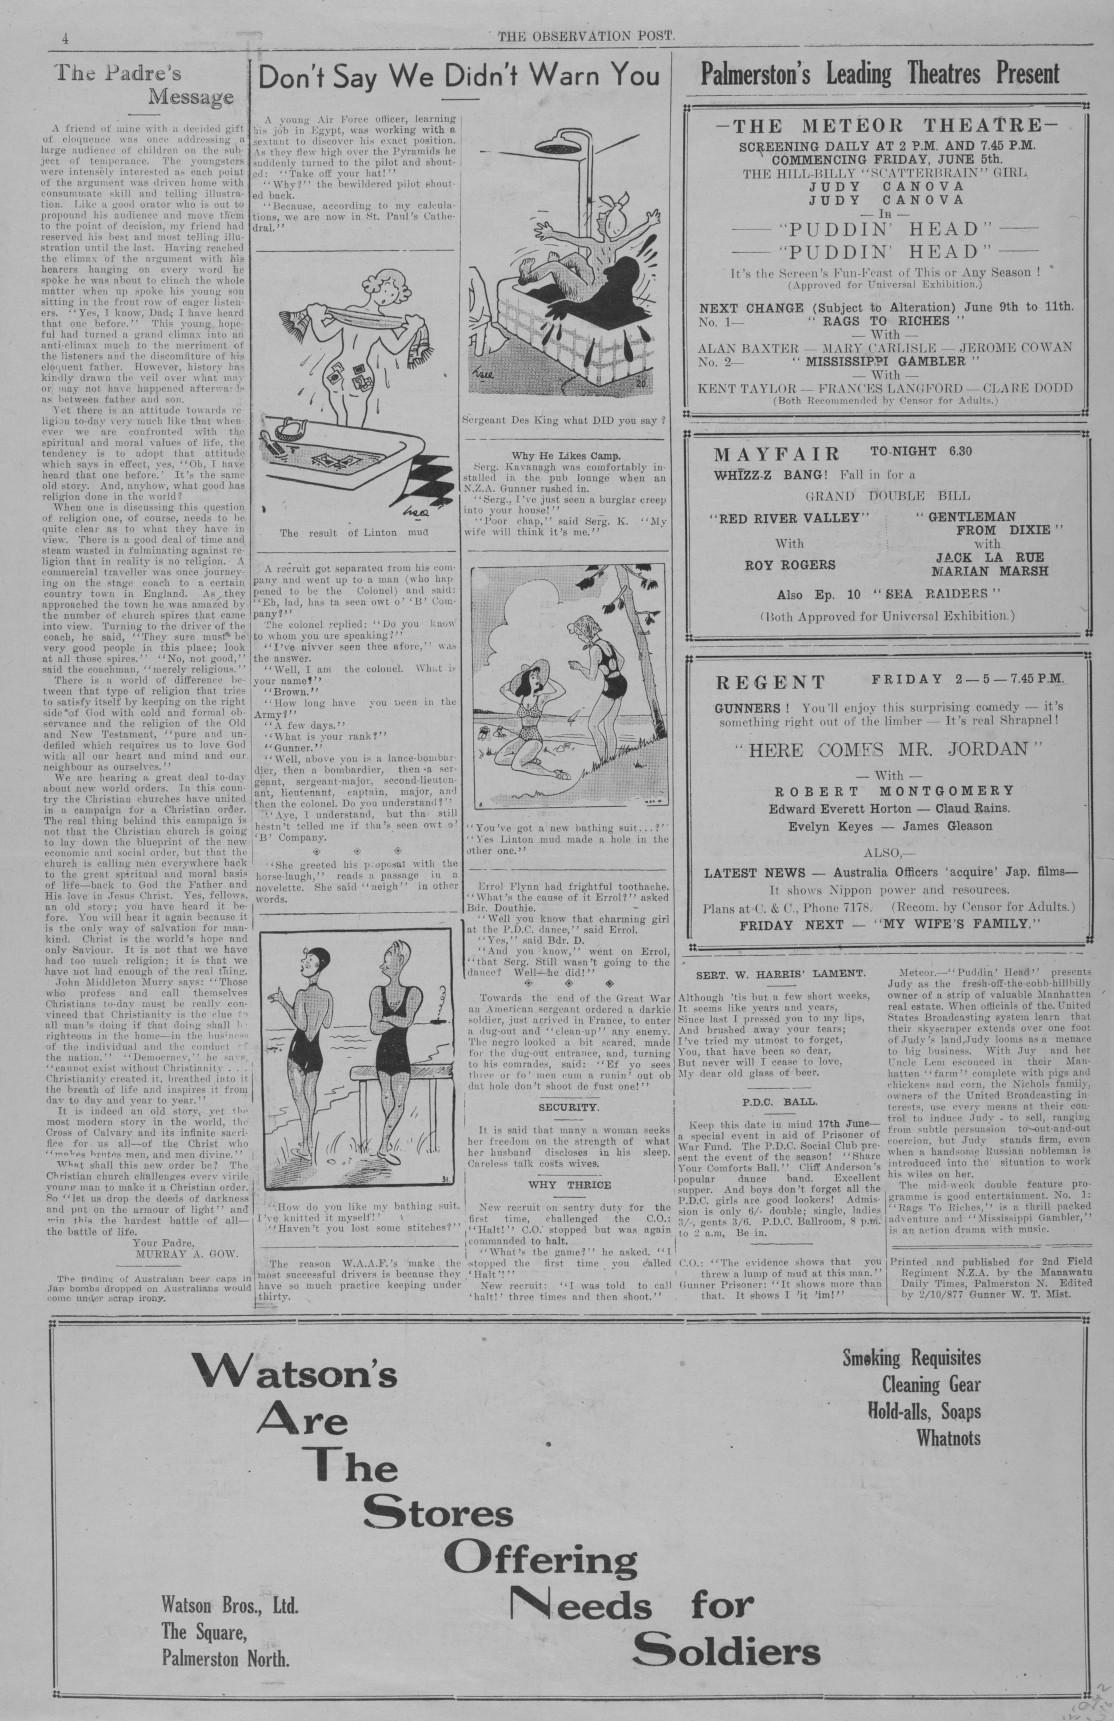 4
THE OBSERVATION POST.
The Padre's
Message
A friend of mine with a decided gift
of eloquence was once addressing a
large audience of children on the sub-
ject of temperance. The youngsters
were intensely interested as each point
of the argument was driven home with
consummate skill and telling illustra-
tion. Like a good orator who is out to
propound his audience and move them
to the point of decision, my friend had
reserved his best and most telling illu-
stration until the last. Having reached
the climax of the argument with his
hearers hanging on every word he
spoke he was about to clinch the whole
matter when up spoke his young son
sitting in the front row of eager listen-
ers. "Yes, I know, Dad; I have heard
that one before." This young hope-
ful had turned a grand climax into an
anti-climax much to the merriment of
the listeners and the discomfiture of his
eloquent father. However, history has
kindly drawn the veil over what may
or may not have happened afterwards
as between father and son.
Yet there is an attitude towards re-
ligion to-day very much like that when-
ever we are confronted with the
spiritual and moral values of life, the
tendency is to adopt that attitude
which says in effect, yes, "Oh, I have
heard that one before.' It's the same
old story. And, anyhow, what good has
religion done in the world?
When one is discussing this question
of religion one, of course, needs to be
quite clear as to what they have in
view. There is a good deal of time and
steam wasted in fulminating against re-
ligion that in reality is no religion. A
commercial traveller was once journey-
ing on the stage coach to a certain
country town in England. As they
approached the town he was amazed by
the number of church spires that came
into view. Turning to the driver of the
coach, he said, "They sure must be
very good people in this place; look
at all those spires." "No, not good,"
said the coachman, "merely religious."
There is a world of difference be-
tween that type of religion that tries
to satisfy itself by keeping on the right
side of God with cold and formal ob-
servance and the religion of the Old
and New Testament, "pure and un-
defiled which requires us to love God
with all our heart and mind and our
neighbour as ourselves."
We are hearing a great deal to-day
about new world orders. In this coun-
try the Christian churches have united
in a campaign for a Christian order.
The real thing behind this campaign is
not that the Christian church is going
to lay down the blueprint of the new
economic and social order, but that the
church is calling men everywhere back
to the great spiritual and moral basis
of life—back to God the Father and
His love in Jesus Christ. Yes, fellows,
an old story; you have heard it be-
fore. You will hear it again because it
is the only way of salvation for man-
kind. Christ is the world's hope and
only Saviour. It is not that we have
had too much religion; it is that we
have not had enough of the real thing.
John Middleton Murry says: "Those
who profess and call themselves
Christians to-day must be really con-
vinced that Christianity is the clue to
all man's doing if that doing shall be
righteous in the home—in the business
of the individual and the conduct of
the nation." "Democracy," he says,
"cannot exist without Christianity . . .
Christianity created it, breathed into it
the breath of life and inspires it from
day to day and year to year."
It is indeed an old story, yet the
most modern story in the world, the
Cross of Calvary and its infinite sacri-
fice for us all—of the Christ who
"makes brutes men, and men divine."
What shall this new order be? The
Christian church challenges every virile
young man to make it a Christian order.
So "let us drop the deeds of darkness
and put on the armour of light" and
win this the hardest battle of all—
the battle of life.
Your Padre,
MURRAY A. GOW.
The finding of Australian beer caps in
Jap bombs dropped on Australians would
come under scrap irony.
Don't Say We Didn't Warn You
A young Air Force officer, learning
his job in Egypt, was working with a
sextant to discover his exact position.
As they flew high over the Pyramids he
suddenly turned to the pilot and shout-
ed: "Take off your hat!"
"Why?" the bewildered pilot shout-
ed back.
"Because, according to my calcula-
tions, we are now in St. Paul's Cathe-
dral."
The result of Linton mud
A recruit got separated from his com-
pany and went up to a man (who hap
pened to be the Colonel) and said:
"Eh, lad, has ta seen owt o' 'B' Com-
pany?"
The colonel replied: "Do you know
to whom you are speaking?"
"I've nivver seen thee afore," was
the answer.
"Well, I am the colonel. What is
your name?"
"Brown."
"How long have you been in the
Army?"
"A few days."
"What is your rank?"
"Gunner."
"Well, above you is a lance-bombar-
dier, then a bombardier, then a ser-
geant, sergeant-major, second-lieuten-
ant, lieutenant, captain, major, and
then the colonel. Do you understand?"
"Aye, I understand, but tha still
hestn't telled me if tha's seen owt o'
'B' Company.
"She greeted his proposal with the
horse-laugh," reads a passage in a
novelette. She said "neigh" in other
words.
31.
"How do you like my bathing suit.
I've knitted it myself!"
"Haven't you lost some stitches?"
The reason W.A.A.F.'s make the
most successful drivers is because they
have so much practice keeping under
thirty.
20
Sergeant Des King what DID you say ?
Why He Likes Camp.
Serg. Kavanagh was comfortably in-
stalled in the pub lounge when an
N.Z.A. Gunner rushed in.
"Serg., I've just seen a burglar creep
into your house!"
"Poor chap," said Serg. K. "My
wife will think it's me."
"You've got a new bathing suit...?"
"Yes Linton mud made a hole in the
other one."
Errol Flynn had frightful toothache.
"What's the cause of it Errol?" asked
Bdr. Douthie.
"Well you know that charming girl
at the P.D.C. dance," said Errol.
"Yes," said Bdr. D.
"And you know," went on Errol,
"that Serg. Still wasn't going to the
dance? Well—he did!"
Towards the end of the Great War
an American sergeant ordered a darkie
soldier, just arrived in France, to enter
a dug-out and "clean-up" any enemy.
The negro looked a bit scared, made
for the dug-out entrance, and, turning
to his comrades, said: "Ef yo sees
three or fo' men cum a runin' out ob
dat hole don't shoot de fust one!"
SECURITY.
It is said that many a woman seeks
her freedom on the strength of what
her husband discloses in his sleep.
Careless talk costs wives.
WHY THRICE
New recruit on sentry duty for the
first time, challenged the C.O.:
"Halt!" C.O. stopped but was again
commanded to halt.
"What's the game?" he asked. "I
stopped the first time you called
'Halt'!"
New recruit: "I was told to call
'halt!' three times and then shoot."
Palmerston's Leading Theatres Present
—THE METEOR THEATRE—
SCREENING DAILY AT 2 P.M. AND 7.45 P.M.
COMMENCING FRIDAY, JUNE 5th.
THE HILL-BILLY "SCATTERBRAIN" GIRL
JUDY CANOVA
JUDY CANOVA
— In —
"PUDDIN' HEAD"
"PUDDIN' HEAD"
It's the Screen's Fun-Feast of This or Any Season !
(Approved for Universal Exhibition.)
NEXT CHANGE (Subject to Alteration) June 9th to 11th.
No. 1— " RAGS TO RICHES "
— With —
ALAN BAXTER — MARY CARLISLE — JEROME COWAN
No. 2— " MISSISSIPPI GAMBLER "
— With —
KENT TAYLOR — FRANCES LANGFORD — CLARE DODD
(Both Recommended by Censor for Adults.)
MAYFAIR TO-NIGHT 6.30
WHIZZ-Z BANG! Fall in for a
GRAND DOUBLE BILL
"RED RIVER VALLEY"
With
ROY ROGERS
" GENTLEMAN
FROM DIXIE "
with
JACK LA RUE
MARIAN MARSH
Also Ep. 10 "SEA RAIDERS"
(Both Approved for Universal Exhibition.)
REGENT FRIDAY 2 — 5 — 7.45 P.M.
GUNNERS ! You'll enjoy this surprising comedy — it's
something right out of the limber — It's real Shrapnel!
"HERE COMES MR. JORDAN"
— With —
ROBERT MONTGOMERY
Edward Everett Horton — Claud Rains.
Evelyn Keyes — James Gleason
ALSO,—
LATEST NEWS — Australia Officers 'acquire' Jap. films—
It shows Nippon power and resources.
Plans at C. & C., Phone 7178. (Recom. by Censor for Adults.)
FRIDAY NEXT — "MY WIFE'S FAMILY."
SERT. W. HARRIS' LAMENT.
Although 'tis but a few short weeks,
It seems like years and years,
Since last I pressed you to my lips,
And brushed away your tears;
I've tried my utmost to forget,
You, that have been so dear,
But never will I cease to love,
My dear old glass of beer.
P.D.C. BALL.
Keep this date in mind 17th June—
a special event in aid of Prisoner of
War Fund. The P.D.C. Social Club pre-
sent the event of the season! "Share
Your Comforts Ball." Cliff Anderson's
popular dance band. Excellent
supper. And boys don't forget all the
P.D.C. girls are good lookers! Admis-
sion is only 6/- double; single, ladies
3/-, gents 3/6. P.D.C. Ballroom, 8 p.m.
to 2 a.m, Be in.
C.O.: "The evidence shows that you
threw a lump of mud at this man."
Gunner Prisoner: "It shows more than
that. It shows I 'it 'im!"
Meteor.—"Puddin' Head" presents
Judy as the fresh-off-the-cobb-hillbilly
owner of a strip of valuable Manhatten
real estate. When officials of the United
States Broadcasting system learn that
their skyscraper extends over one foot
of Judy's land, Judy looms as a menace
to big business. With Juy and her
Uncle Lem esconced in their Man-
hatten "farm" complete with pigs and
chickens and corn, the Nichols family,
owners of the United Broadcasting in-
terests, use every means at their con-
trol to induce Judy to sell, ranging
from subtle persuasion to out-and-out
coercion, but Judy stands firm, even
when a handsome Russian nobleman is
introduced into the situation to work
his wiles on her.
The mid-week double feature pro-
gramme is good entertainment. No. 1:
"Rags To Riches," is a thrill packed
adventure and "Mississippi Gambler,"
is an action drama with music.
Printed and published for 2nd Field
Regiment N.Z.A. by the Manawatu
Daily Times, Palmerston N. Edited
by 2/10/877 Gunner W. T. Mist.
Watson's
Are
The
Stores
Offering
Needs for
Soldiers
Smoking Requisites
Cleaning Gear
Hold-alls, Soaps
Whatnots
Watson Bros., Ltd.
The Square,
Palmerston North.